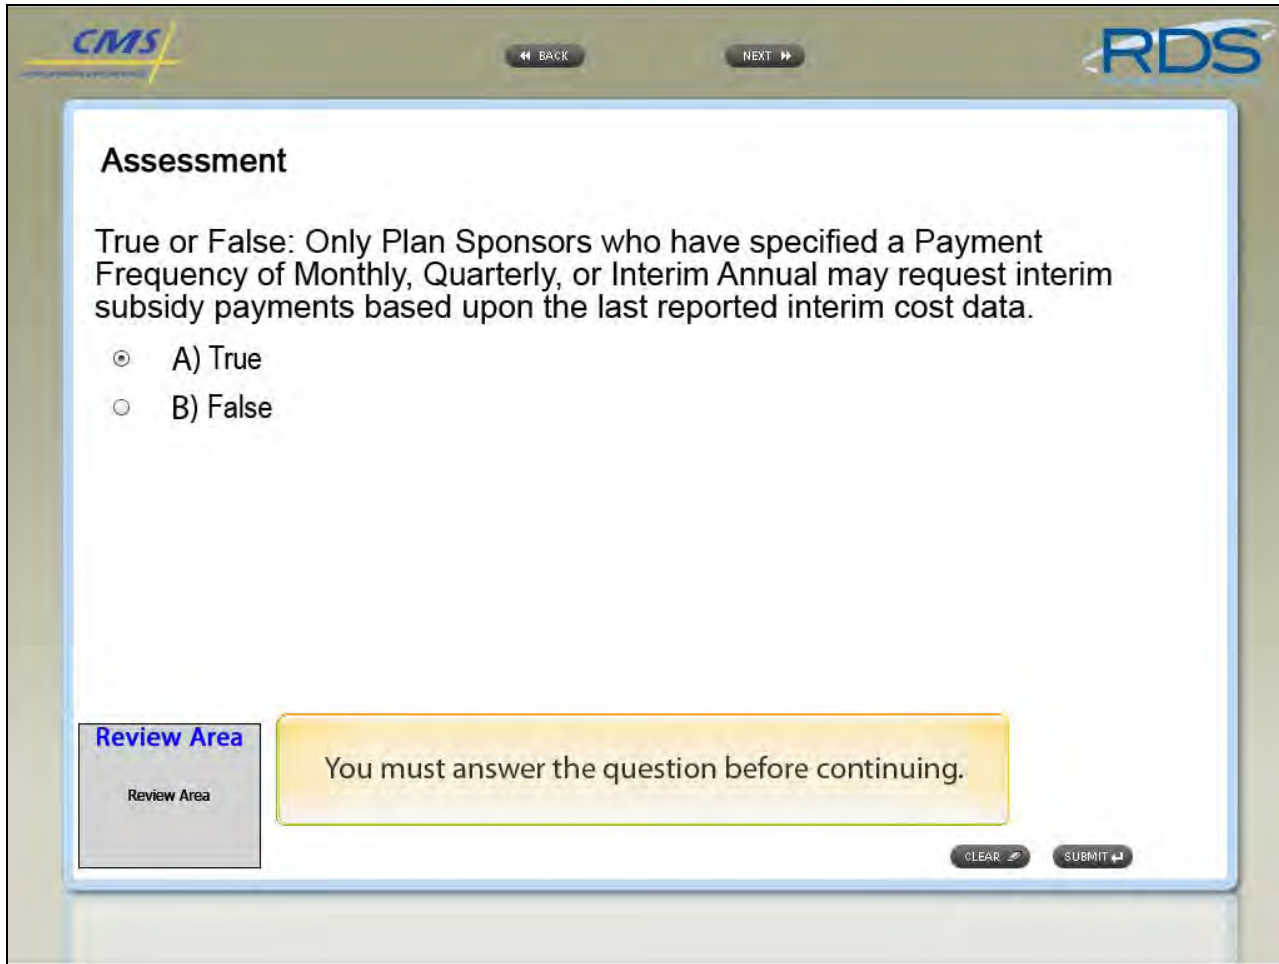 CMS
BACK
NEXT
RDS
Assessment
True or False: Only Plan Sponsors who have specified a Payment
Frequency of Monthly, Quarterly, or Interim Annual may request interim
subsidy payments based upon the last reported interim cost data.
A) True
B) False
Review Area
Review Area
You must answer the question before continuing.
CLEAR
SUBMIT